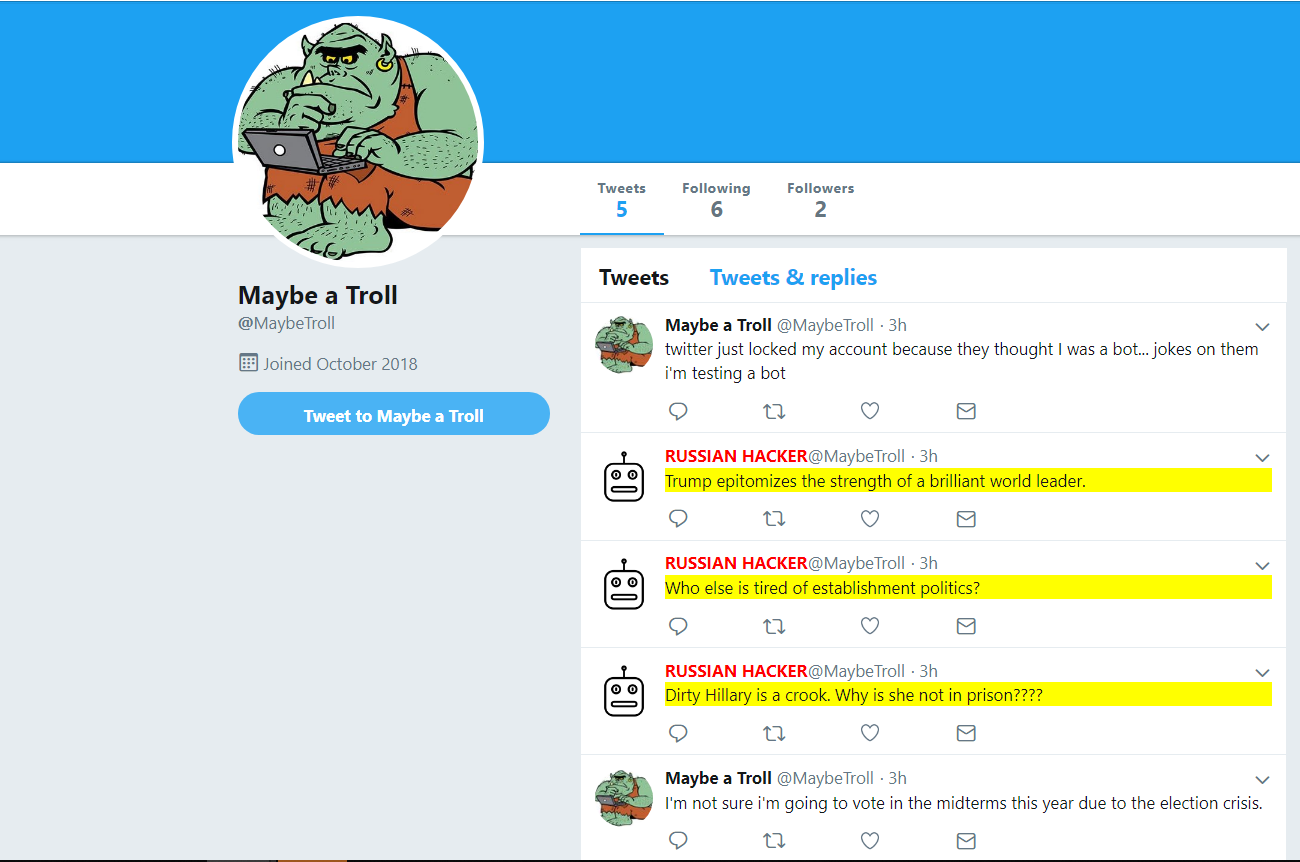 Tweets Following Followers
5 6 2
Maybe a Troll
@MaybeTroll
Joined October 2018
Tweet to Maybe a Troll
Tweets Tweets & replies
Maybe a Troll @MaybeTroll · 3h
twitter just locked my account because they thought I was a bot... jokes on them
i'm testing a bot
RUSSIAN HACKER@MaybeTroll · 3h
Trump epitomizes the strength of a brilliant world leader.
RUSSIAN HACKER@MaybeTroll · 3h
Who else is tired of establishment politics?
RUSSIAN HACKER@MaybeTroll · 3h
Dirty Hillary is a crook. Why is she not in prison????
Maybe a Troll @MaybeTroll · 3h
I'm not sure i'm going to vote in the midterms this year due to the election crisis.